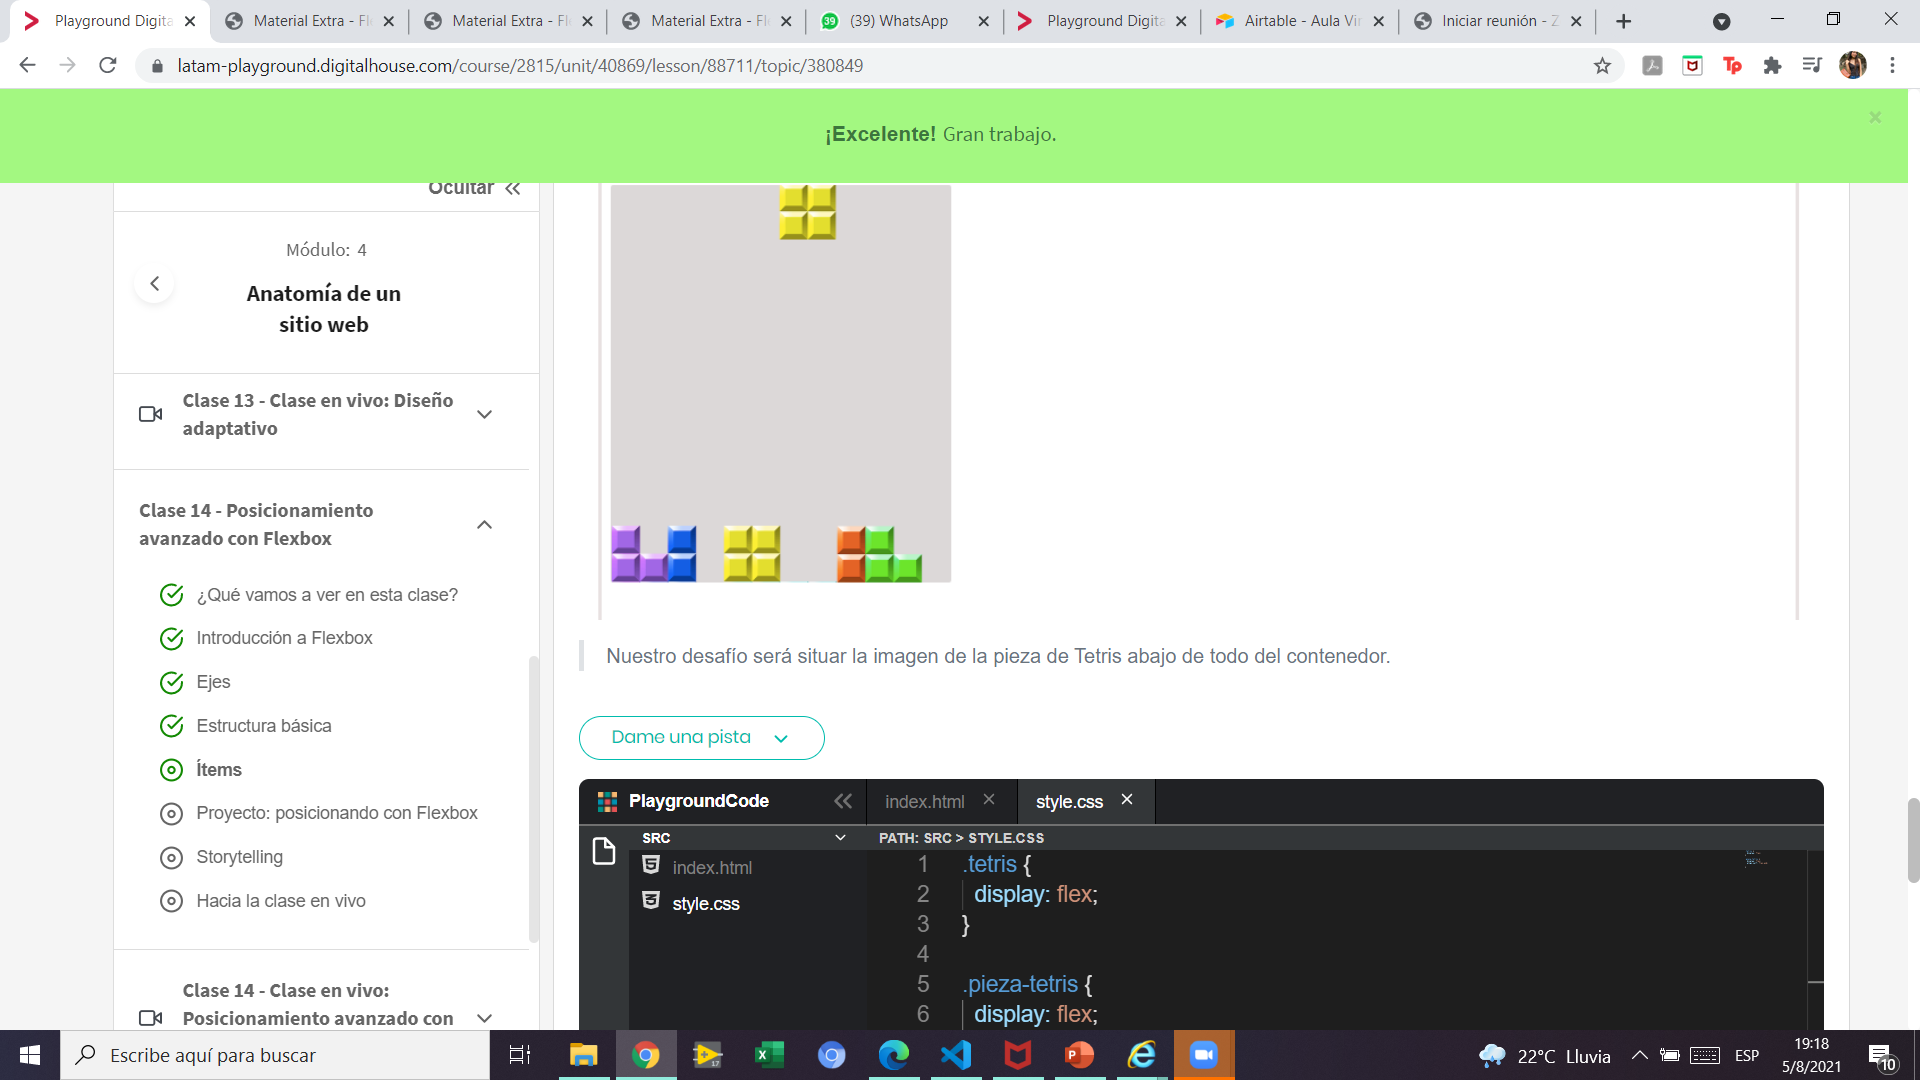 Playground Digita
Material Extra - Fl
Material Extra - Fl
Material Extra - Fl
39
(39) WhatsApp
Playground Digita
Airtable - Aula Vir
Iniciar reunión - Z
latam-playground.digitalhouse.com/course/2815/unit/40869/lesson/88711/topic/380849
Tp
¡Excelente! Gran trabajo.
Ocultar
Módulo: 4
Anatomía de un
sitio web
Clase 13 - Clase en vivo: Diseño
adaptativo
Clase 14 - Posicionamiento
avanzado con Flexbox
¿Qué vamos a ver en esta clase?
Introducción a Flexbox
Ejes
Estructura básica
Ítems
Proyecto: posicionando con Flexbox
Storytelling
Hacia la clase en vivo
Clase 14 - Clase en vivo:
Posicionamiento avanzado con
Nuestro desafío será situar la imagen de la pieza de Tetris abajo de todo del contenedor.
Dame una pista
PlaygroundCode
index.html
style.css
SRC
PATH: SRC > STYLE.CSS
index.html
style.css
1 .tetris {
2 display: flex;
3 }
4
5 .pieza-tetris {
6 display: flex;
Escribe aquí para buscar
22°C Lluvia
ESP
19:18
5/8/2021
10